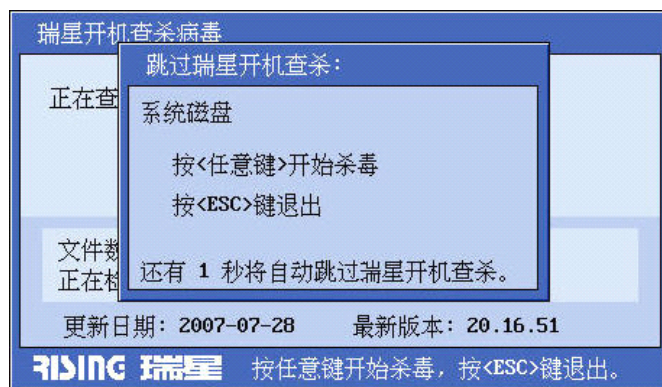 瑞星开机查杀病毒
跳过瑞星开机查杀：
正在查
系统磁盘
按<任意键>开始杀毒
按<ESC>键退出
文件数
正在检
还有 1 秒将自动跳过瑞星开机查杀。
更新日期: 2007-07-28 最新版本: 20.16.51
RISING 瑞星 按任意键开始杀毒，按<ESC>键退出。